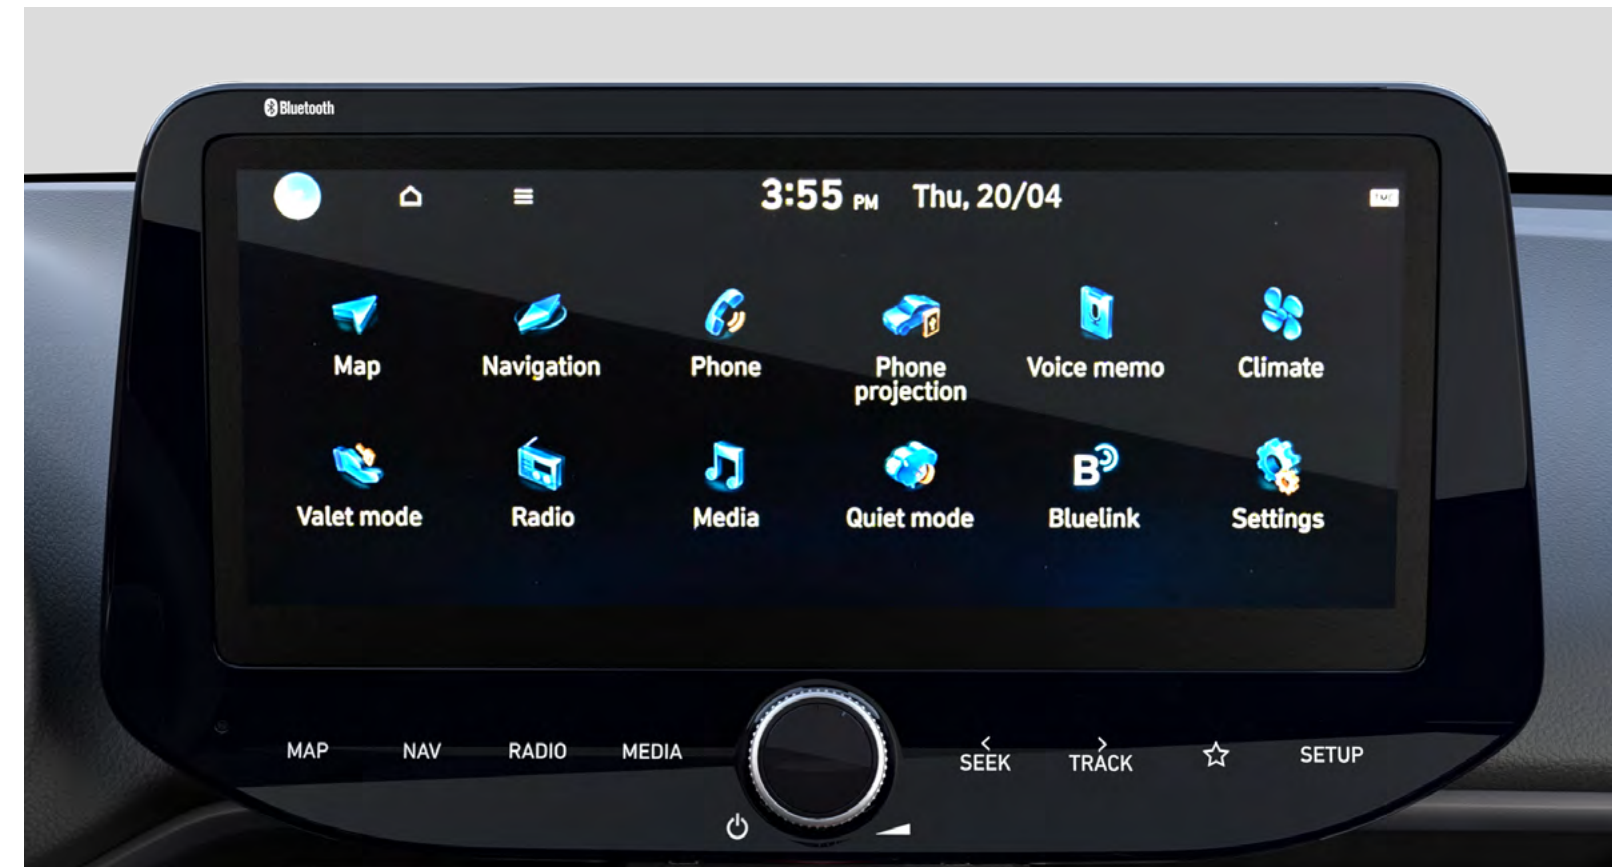 Bluetooth
3:55 PM Thu, 20/04
Map Navigation Phone Phone projection Voice memo Climate
Valet mode Radio Media Quiet mode B Bluelink Settings
MAP NAV RADIO MEDIA < SEEK > TRACK SETUP